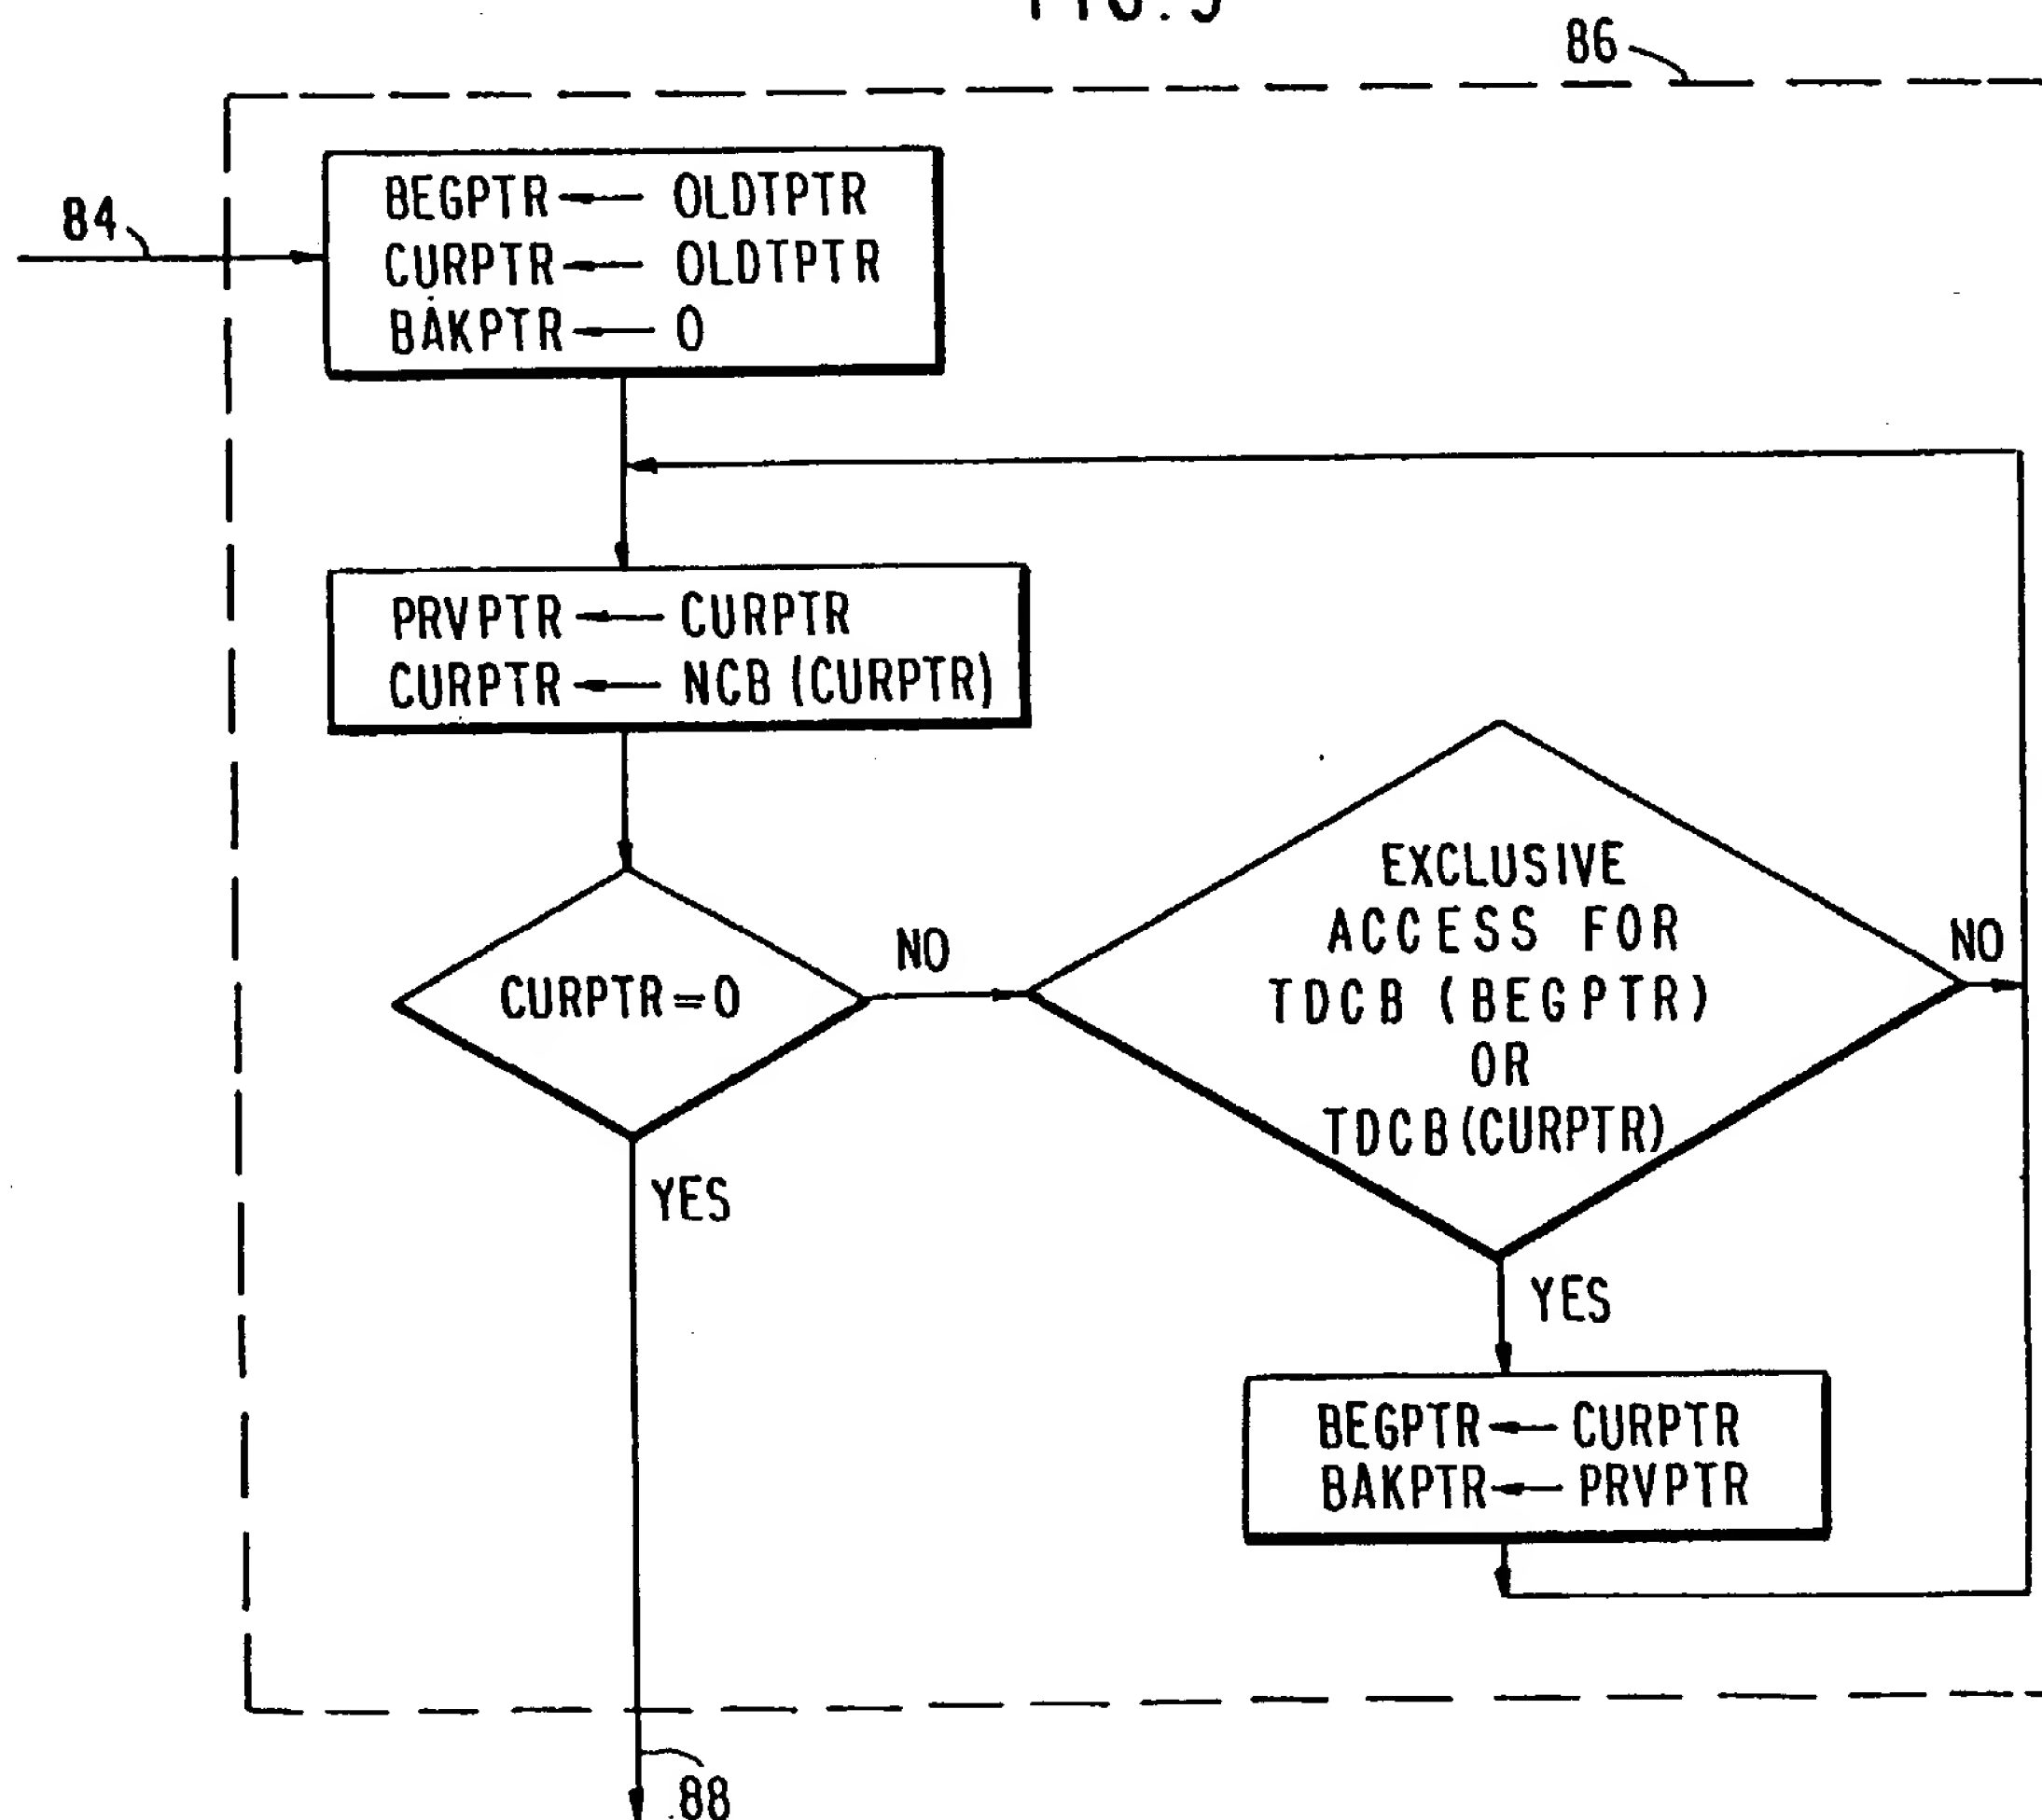 86
84
BEGPTR ← OLDTPTR
CURPTR ← OLDTPTR
BAKPTR ← 0
PRVPTR ← CURPTR
CURPTR ← NCB (CURPTR)
CURPTR=0
NO
EXCLUSIVE
ACCESS FOR
TDCB (BEGPTR)
OR
TDCB (CURPTR)
NO
YES
YES
BEGPTR ← CURPTR
BAKPTR ← PRVPTR
88